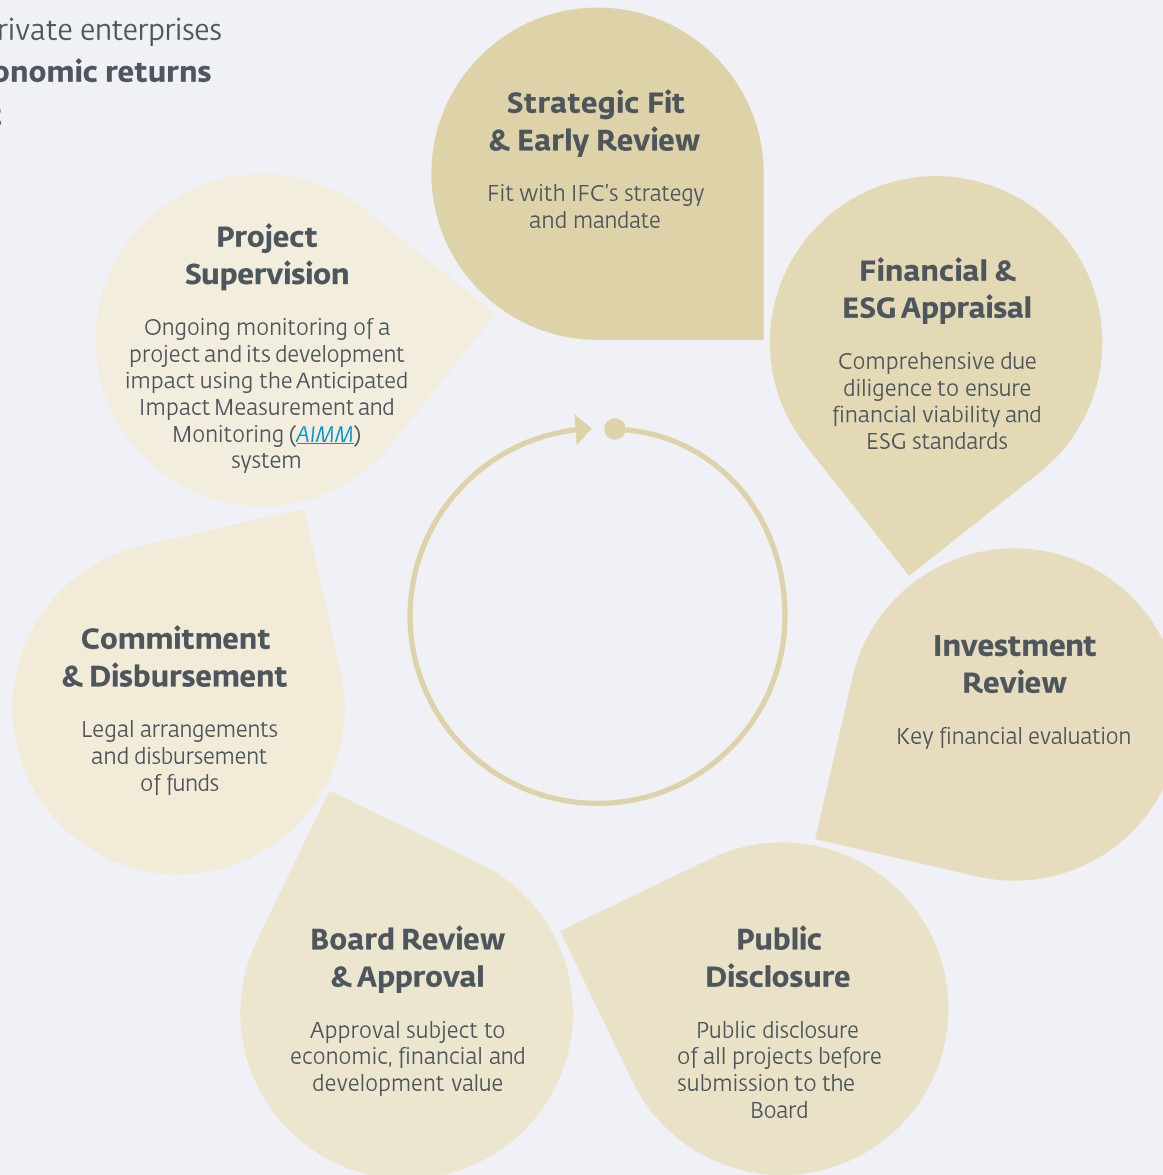 rivate enterprises
onomic returns
Strategic Fit
& Early Review
Fit with IFC's strategy
and mandate
Financial &
ESG Appraisal
Comprehensive due
diligence to ensure
financial viability and
ESG standards
Investment
Review
Key financial evaluation
Public
Disclosure
Public disclosure
of all projects before
submission to the
Board
Board Review
& Approval
Approval subject to
economic, financial and
development value
Commitment
& Disbursement
Legal arrangements
and disbursement
of funds
Project
Supervision
Ongoing monitoring of a
project and its development
impact using the Anticipated
Impact Measurement and
Monitoring (AIMM)
system